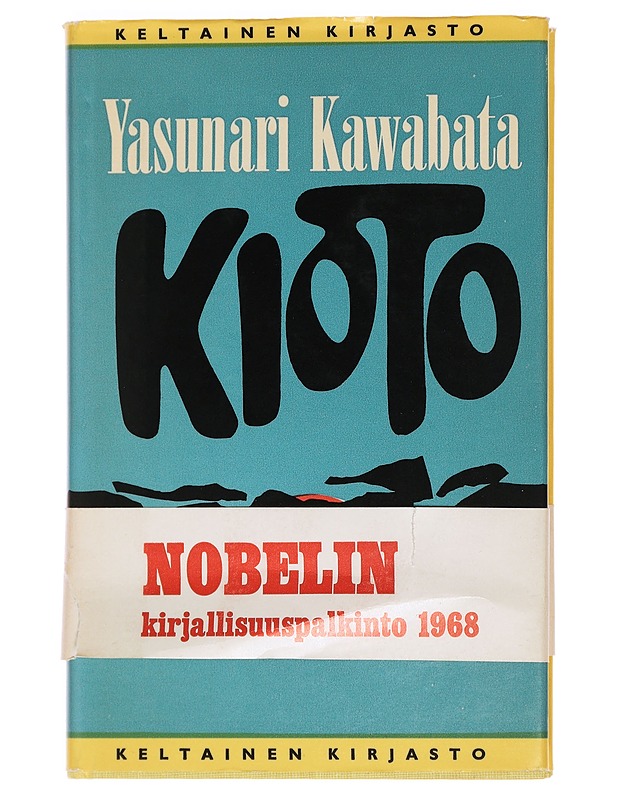 KELTAINEN KIRJASTO
Yasunari Kawabata
KIOTO
NOBELIN
kirjallisuuspalkinto 1968
KELTAINEN KIRJASTO